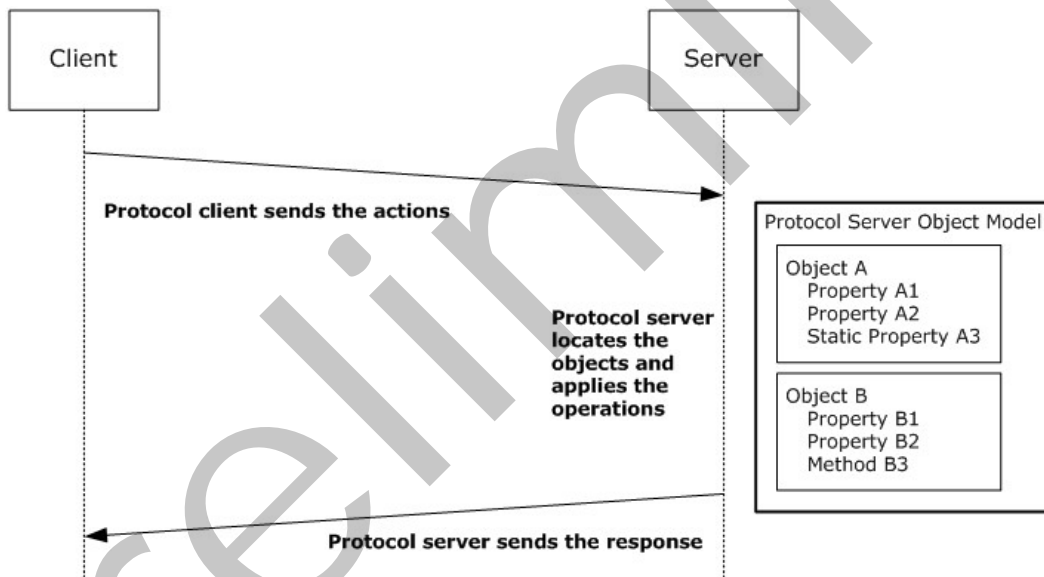 Client
Server
Protocol client sends the actions
Protocol Server Object Model
Object A
Property A1
Property A2
Static Property A3
Protocol server
locates the
objects and
applies the
operations
Object B
Property B1
Property B2
Method B3
Protocol server sends the response